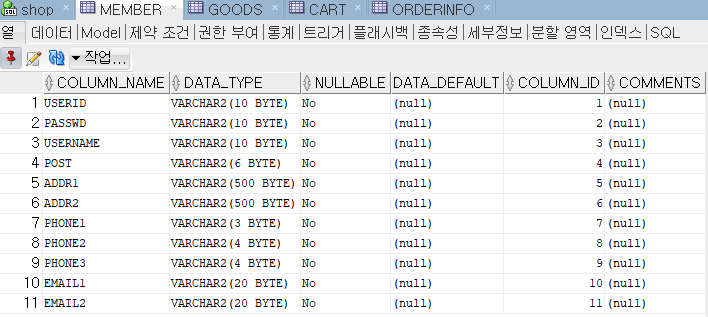 shop MEMBER GOODS CART ORDERINFO
열 데이터 Model 제약 조건 권한 부여 통계 트리거 플래시백 종속성 세부정보 분할 영역 인덱스 SQL
작업...
COLUMN_NAME DATA_TYPE NULLABLE DATA_DEFAULT COLUMN_ID COMMENTS
1 USERID VARCHAR2(10 BYTE) No (null) 1 (null)
2 PASSWD VARCHAR2(10 BYTE) No (null) 2 (null)
3 USERNAME VARCHAR2(10 BYTE) No (null) 3 (null)
4 POST VARCHAR2(6 BYTE) No (null) 4 (null)
5 ADDR1 VARCHAR2(500 BYTE) No (null) 5 (null)
6 ADDR2 VARCHAR2(500 BYTE) No (null) 6 (null)
7 PHONE1 VARCHAR2(3 BYTE) No (null) 7 (null)
8 PHONE2 VARCHAR2(4 BYTE) No (null) 8 (null)
9 PHONE3 VARCHAR2(4 BYTE) No (null) 9 (null)
10 EMAIL1 VARCHAR2(20 BYTE) No (null) 10 (null)
11 EMAIL2 VARCHAR2(20 BYTE) No (null) 11 (null)